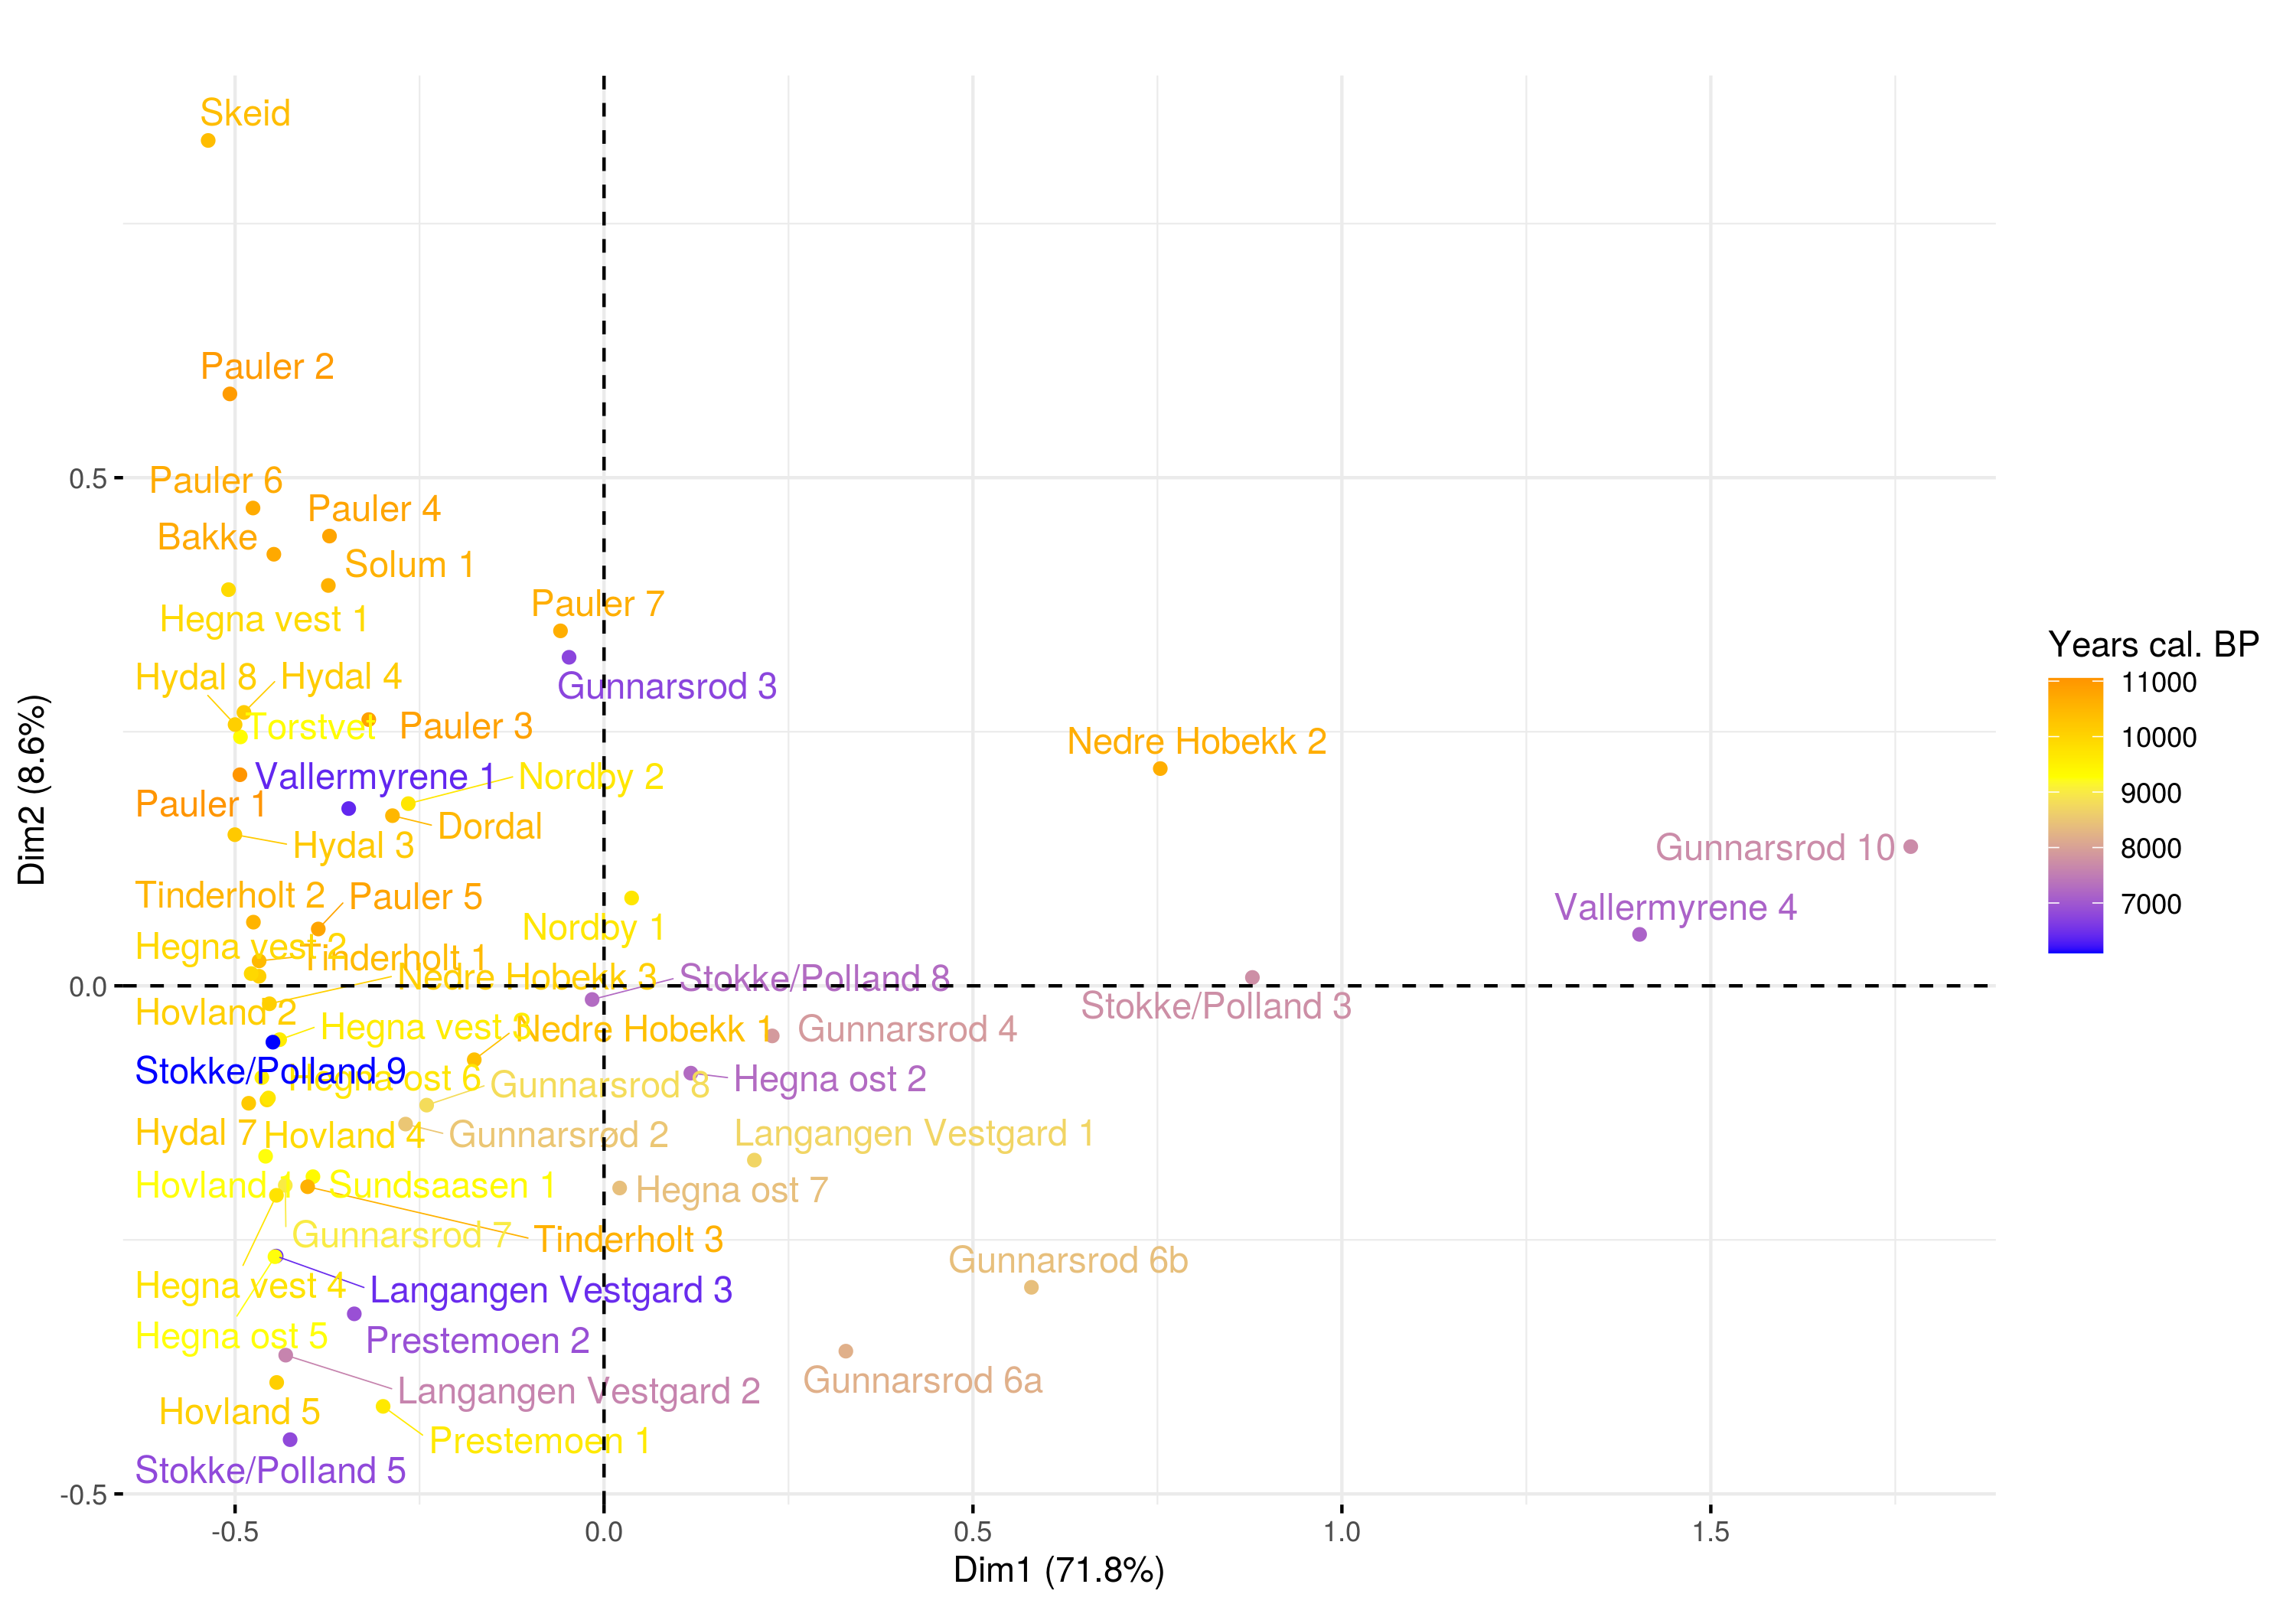 Skeid
Pauler 2
Pauler 6
Pauler 4
Bakke
Solum 1
Hegna vest 1
Pauler 7
Gunnarsrod 3
Hydal 8
Hydal 4
Torstvet
Pauler 3
Nedre Hobekk 2
Vallermyrene 1
Nordby 2
Pauler 1
Dordal
Hydal 3
Gunnarsrod 10
Tinderholt 2
Pauler 5
Vallermyrene 4
Nordby 1
Hegna vest 2
Tinderholt 1
Nedre Hobekk 3
Stokke/Polland 8
Stokke/Polland 3
Hovland 2
Hegna vest 3
Nedre Hobekk 1
Gunnarsrod 4
Stokke/Polland 9
Hegna ost 6
Gunnarsrod 8
Hegna ost 2
Hydal 7
Hovland 4
Gunnarsrød 2
Langangen Vestgard 1
Hovland 1
Sundsaasen 1
Hegna ost 7
Gunnarsrod 7
Tinderholt 3
Gunnarsrod 6b
Hegna vest 4
Langangen Vestgard 3
Hegna ost 5
Prestemoen 2
Gunnarsrod 6a
Langangen Vestgard 2
Hovland 5
Prestemoen 1
Stokke/Polland 5
0.5
0.0
-0.5
Dim2 (8.6%)
-0.5
0.0
0.5
1.0
1.5
Dim1 (71.8%)
Years cal. BP
11000
10000
9000
8000
7000